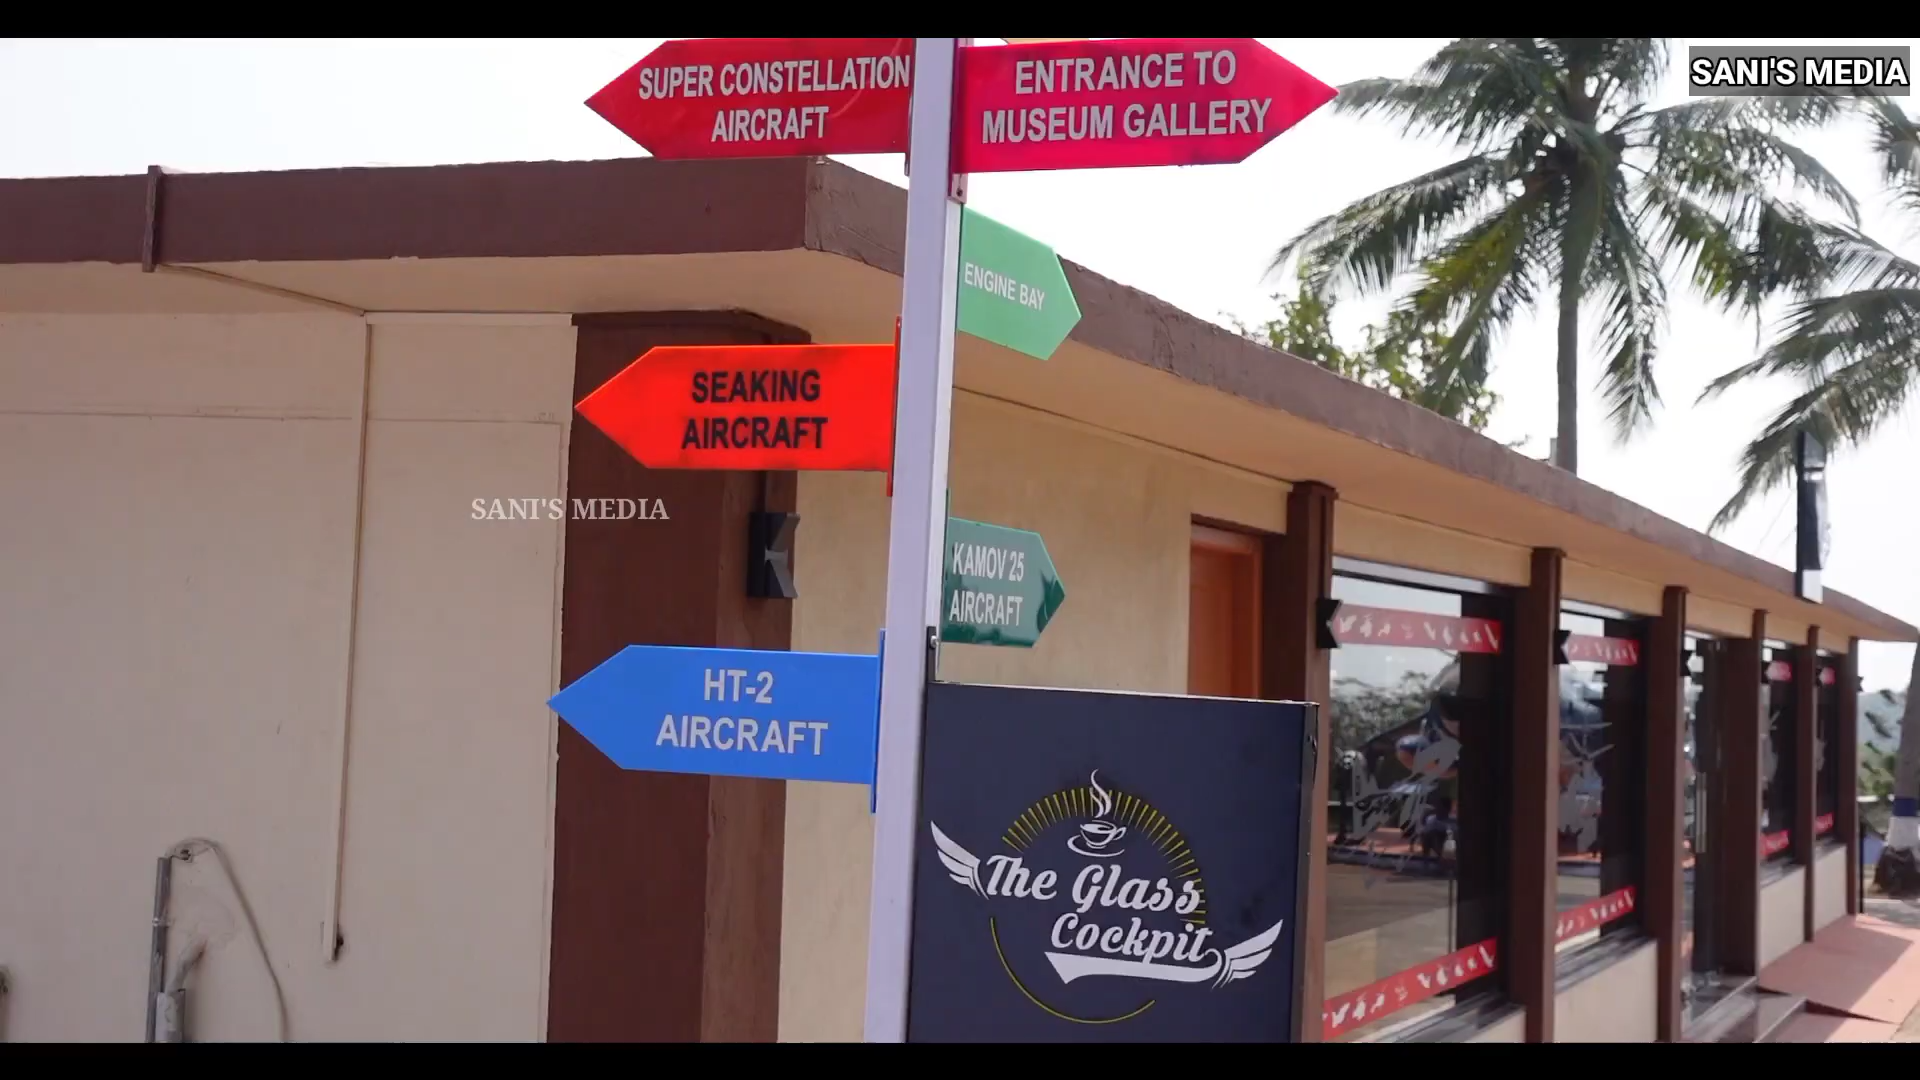 SANI'S MEDIA
SUPER CONSTELLATION
AIRCRAFT
ENTRANCE TO
MUSEUM GALLERY
ENGINE BAY
SEAKING
AIRCRAFT
SANI'S MEDIA
KAMOV 25
AIRCRAFT
HT-2
AIRCRAFT
The Glass
Cockpit